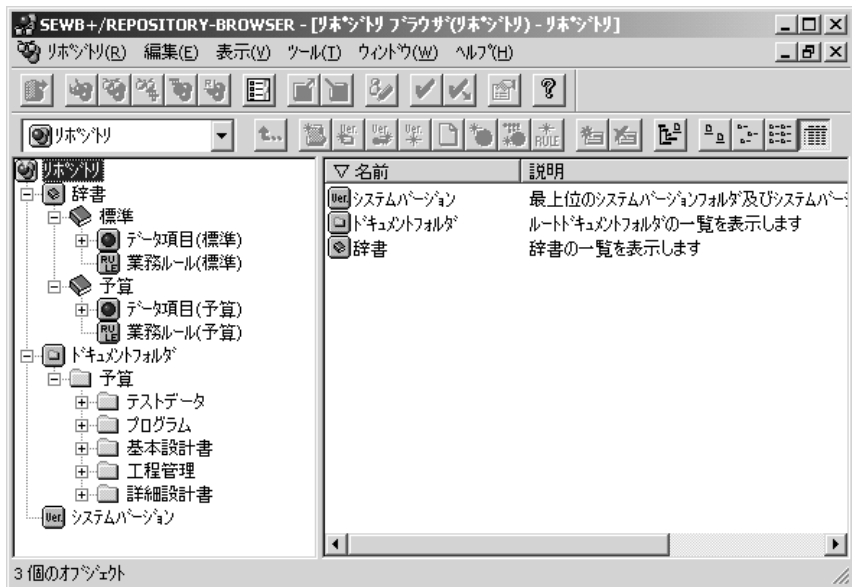 SEWB+/REPOSITORY-BROWSER - [ﾘﾎﾟｼﾞﾄﾘ ﾌﾞﾗｳｻﾞ(ﾘﾎﾟｼﾞﾄﾘ) - ﾘﾎﾟｼﾞﾄﾘ]
ﾘﾎﾟｼﾞﾄﾘ(R) 編集(E) 表示(V) ﾂｰﾙ(T) ｳｨﾝﾄﾞｳ(W) ﾍﾙﾌﾟ(H)
ﾘﾎﾟｼﾞﾄﾘ
Ver. Ver. Ver. RULE
ﾘﾎﾟｼﾞﾄﾘ
辞書
標準
ﾃﾞｰﾀ項目(標準)
RULE 業務ﾙｰﾙ(標準)
予算
ﾃﾞｰﾀ項目(予算)
RULE 業務ﾙｰﾙ(予算)
ﾄﾞｷｭﾒﾝﾄﾌｫﾙﾀﾞ
予算
テストデータ
プログラム
基本設計書
工程管理
詳細設計書
Ver. ｼｽﾃﾑﾊﾞｰｼﾞｮﾝ
▽ 名前 説明
Ver. ｼｽﾃﾑﾊﾞｰｼﾞｮﾝ 最上位のｼｽﾃﾑﾊﾞｰｼﾞｮﾝﾌｫﾙﾀﾞ及びｼｽﾃﾑﾊﾞｰｼ
ﾄﾞｷｭﾒﾝﾄﾌｫﾙﾀﾞ ﾙｰﾄﾄﾞｷｭﾒﾝﾄﾌｫﾙﾀﾞの一覧を表示します
辞書 辞書の一覧を表示します
3 個のｵﾌﾞｼﾞｪｸﾄ